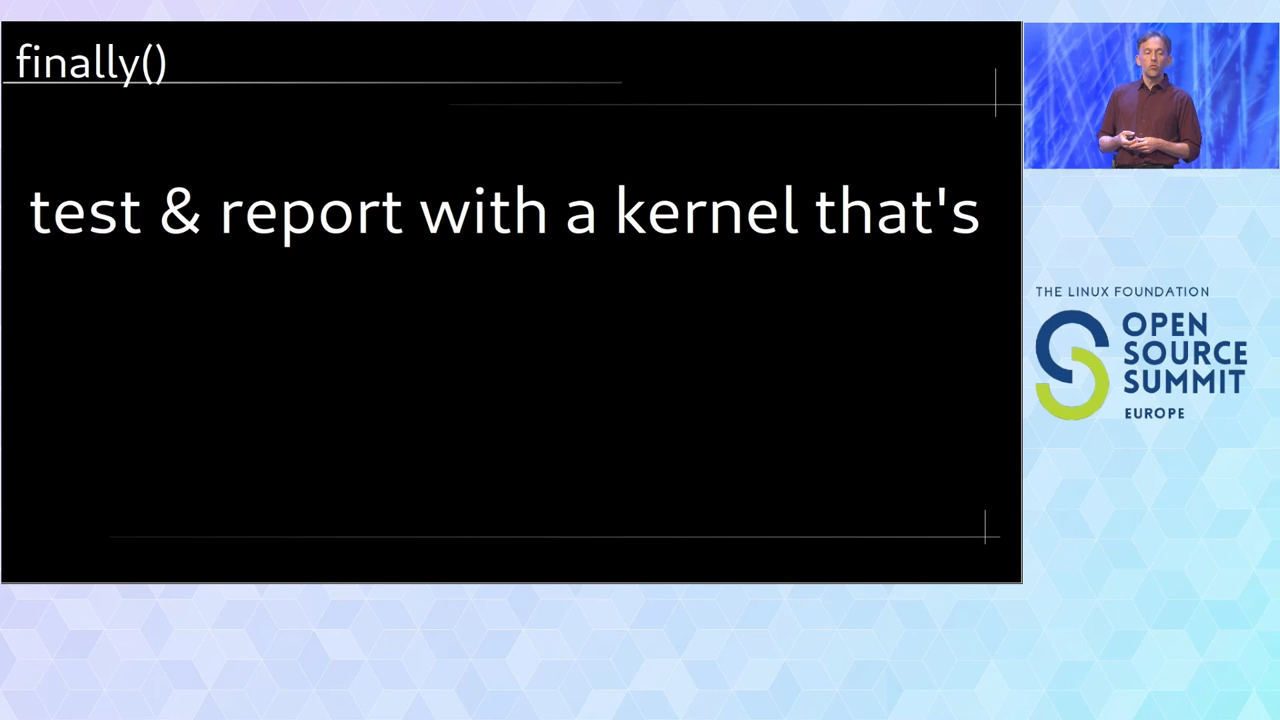 finally()
test & report with a kernel that's
THE LINUX FOUNDATION
OPEN
SOURCE
SUMMIT
EUROPE